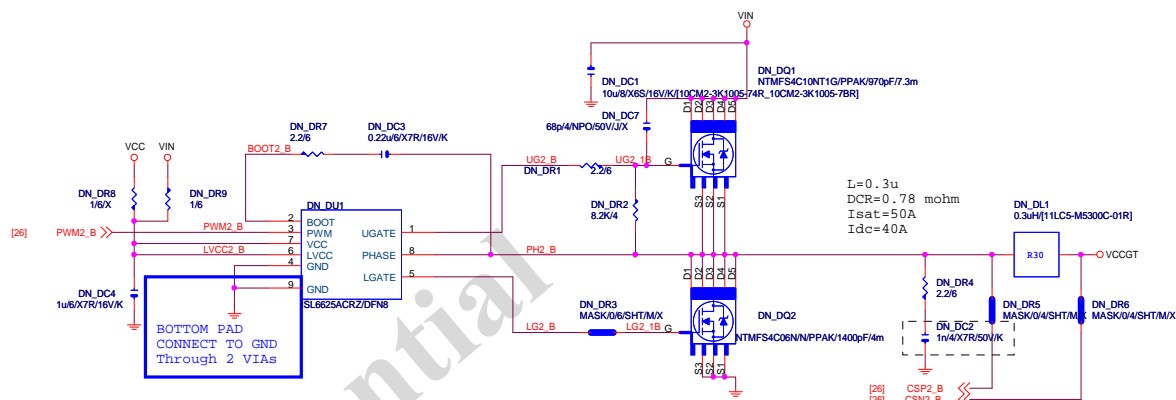 VIN
DN_DQ1
NTMFS4C10NT1G/PPAK/970pF/7.3m
DN_DC1
10u/8/X6S/16V/K/[10CM2-3K1005-74R_10CM2-3K1005-7BR]
D1 D2 D3 D4 D5
DN_DC7
68p/4/NPO/50V/J/X
DN_DR7
2.2/6
DN_DC3
0.22u/6/X7R/16V/K
VCC VIN
BOOT2_B
UG2_B
DN_DR1
2.2/6
UG2_1B
G
S3 S2 S1
DN_DR8
1/6/X
DN_DR9
1/6
DN_DR2
8.2K/4
L=0.3u
DCR=0.78 mohm
Isat=50A
Idc=40A
DN_DL1
0.3uH/[11LC5-M5300C-01R]
R30
VCCGT
DN_DU1
2 BOOT
3 PWM
7 VCC
6 LVCC
4 GND
9 GND
UGATE 1
PHASE 8
LGATE 5
SL6625ACRZ/DFN8
[26] PWM2_B
LVCC2_B
PH2_B
D1 D2 D3 D4 D5
DN_DC4
1u/6/X7R/16V/K
BOTTOM PAD
CONNECT TO GND
Through 2 VIAs
LG2_B
DN_DR3
MASK/0/6/SHT/M/X
LG2_1B
G
DN_DQ2
NTMFS4C06N/N/PPAK/1400pF/4m
S3 S2 S1
DN_DR4
2.2/6
DN_DC2
1n/4/X7R/50V/K
DN_DR5
MASK/0/4/SHT/M/X
DN_DR6
MASK/0/4/SHT/M/X
[26] CSP2_B
[26] CSN2_B